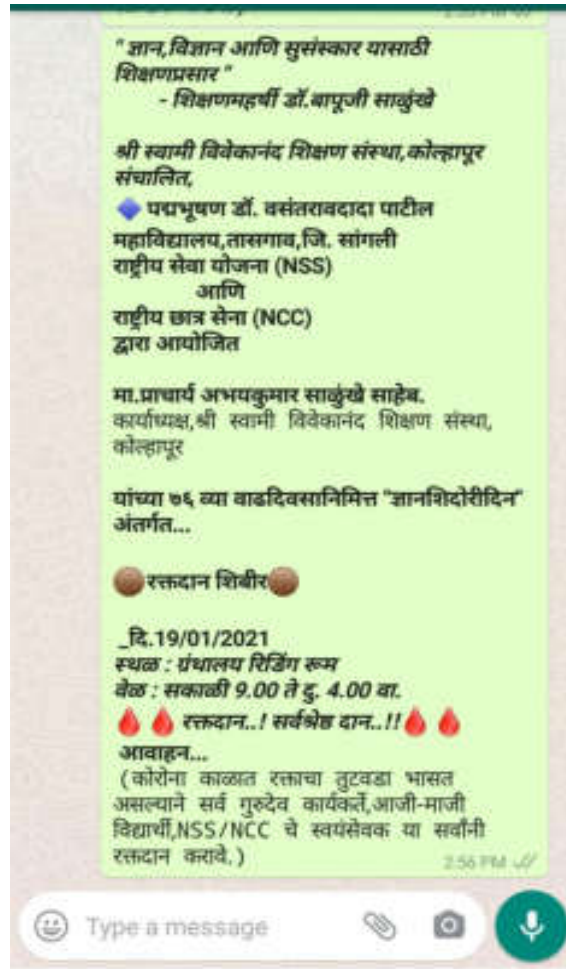 " ज्ञान,विज्ञान आणि सुसंस्कार यासाठी
शिक्षणप्रसार "
- शिक्षणमहर्षी डॉ.बापूजी साळुंखे
श्री स्वामी विवेकानंद शिक्षण संस्था,कोल्हापूर
संचालित,
🔷 पद्मभूषण डॉ. वसंतरावदादा पाटील
महाविद्यालय,तासगाव,जि. सांगली
राष्ट्रीय सेवा योजना (NSS)
आणि
राष्ट्रीय छात्र सेना (NCC)
द्वारा आयोजित
मा.प्राचार्य अभयकुमार साळुंखे साहेब.
कार्याध्यक्ष,श्री स्वामी विवेकानंद शिक्षण संस्था,
कोल्हापूर
यांच्या ७६ व्या वाढदिवसानिमित्त "ज्ञानशिदोरीदिन"
अंतर्गत...
रक्तदान शिबीर
_दि.19/01/2021
स्थळ : ग्रंथालय रिडिंग रूम
वेळ : सकाळी 9.00 ते दु. 4.00 वा.
🩸🩸 रक्तदान..! सर्वश्रेष्ठ दान..!!🩸🩸
आवाहन...
(कोरोना काळात रक्ताचा तुटवडा भासत
असल्याने सर्व गुरुदेव कार्यकर्ते,आजी-माजी
विद्यार्थी,NSS/NCC चे स्वयंसेवक या सर्वांनी
रक्तदान करावे.)
2:56 PM
Type a message